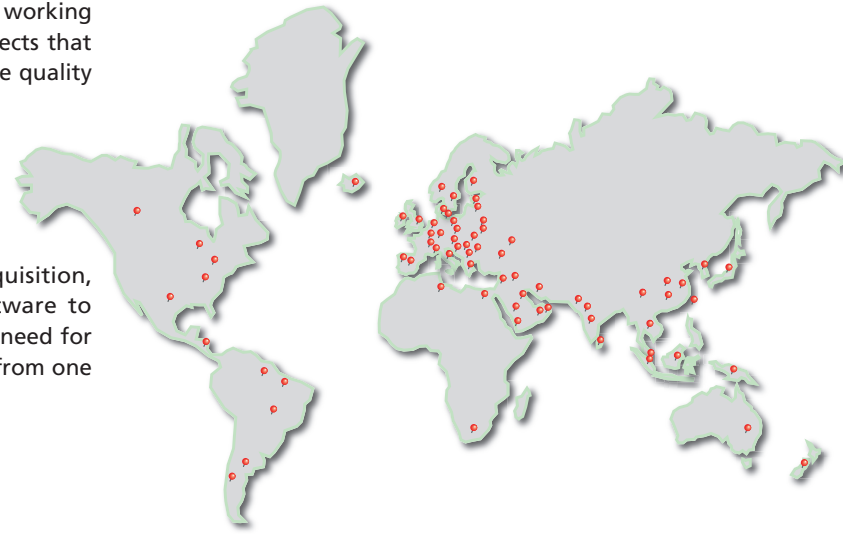 working
ects that
e quality
quisition,
tware to
need for
from one